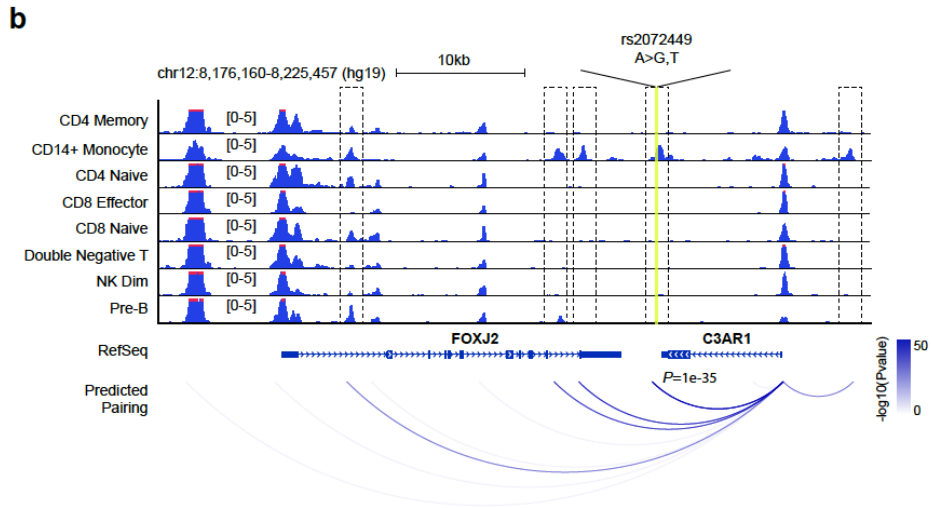 b
rs2072449
A>G,T
10kb
chr12:8,176,160-8,225,457 (hg19)
CD4 Memory [0-5]
CD14+ Monocyte [0-5]
CD4 Naive [0-5]
CD8 Effector [0-5]
CD8 Naive [0-5]
Double Negative T [0-5]
NK Dim [0-5]
Pre-B [0-5]
FOXJ2 C3AR1
RefSeq
Predicted
Pairing
P=1e-35
-log10(Pvalue)
50
0